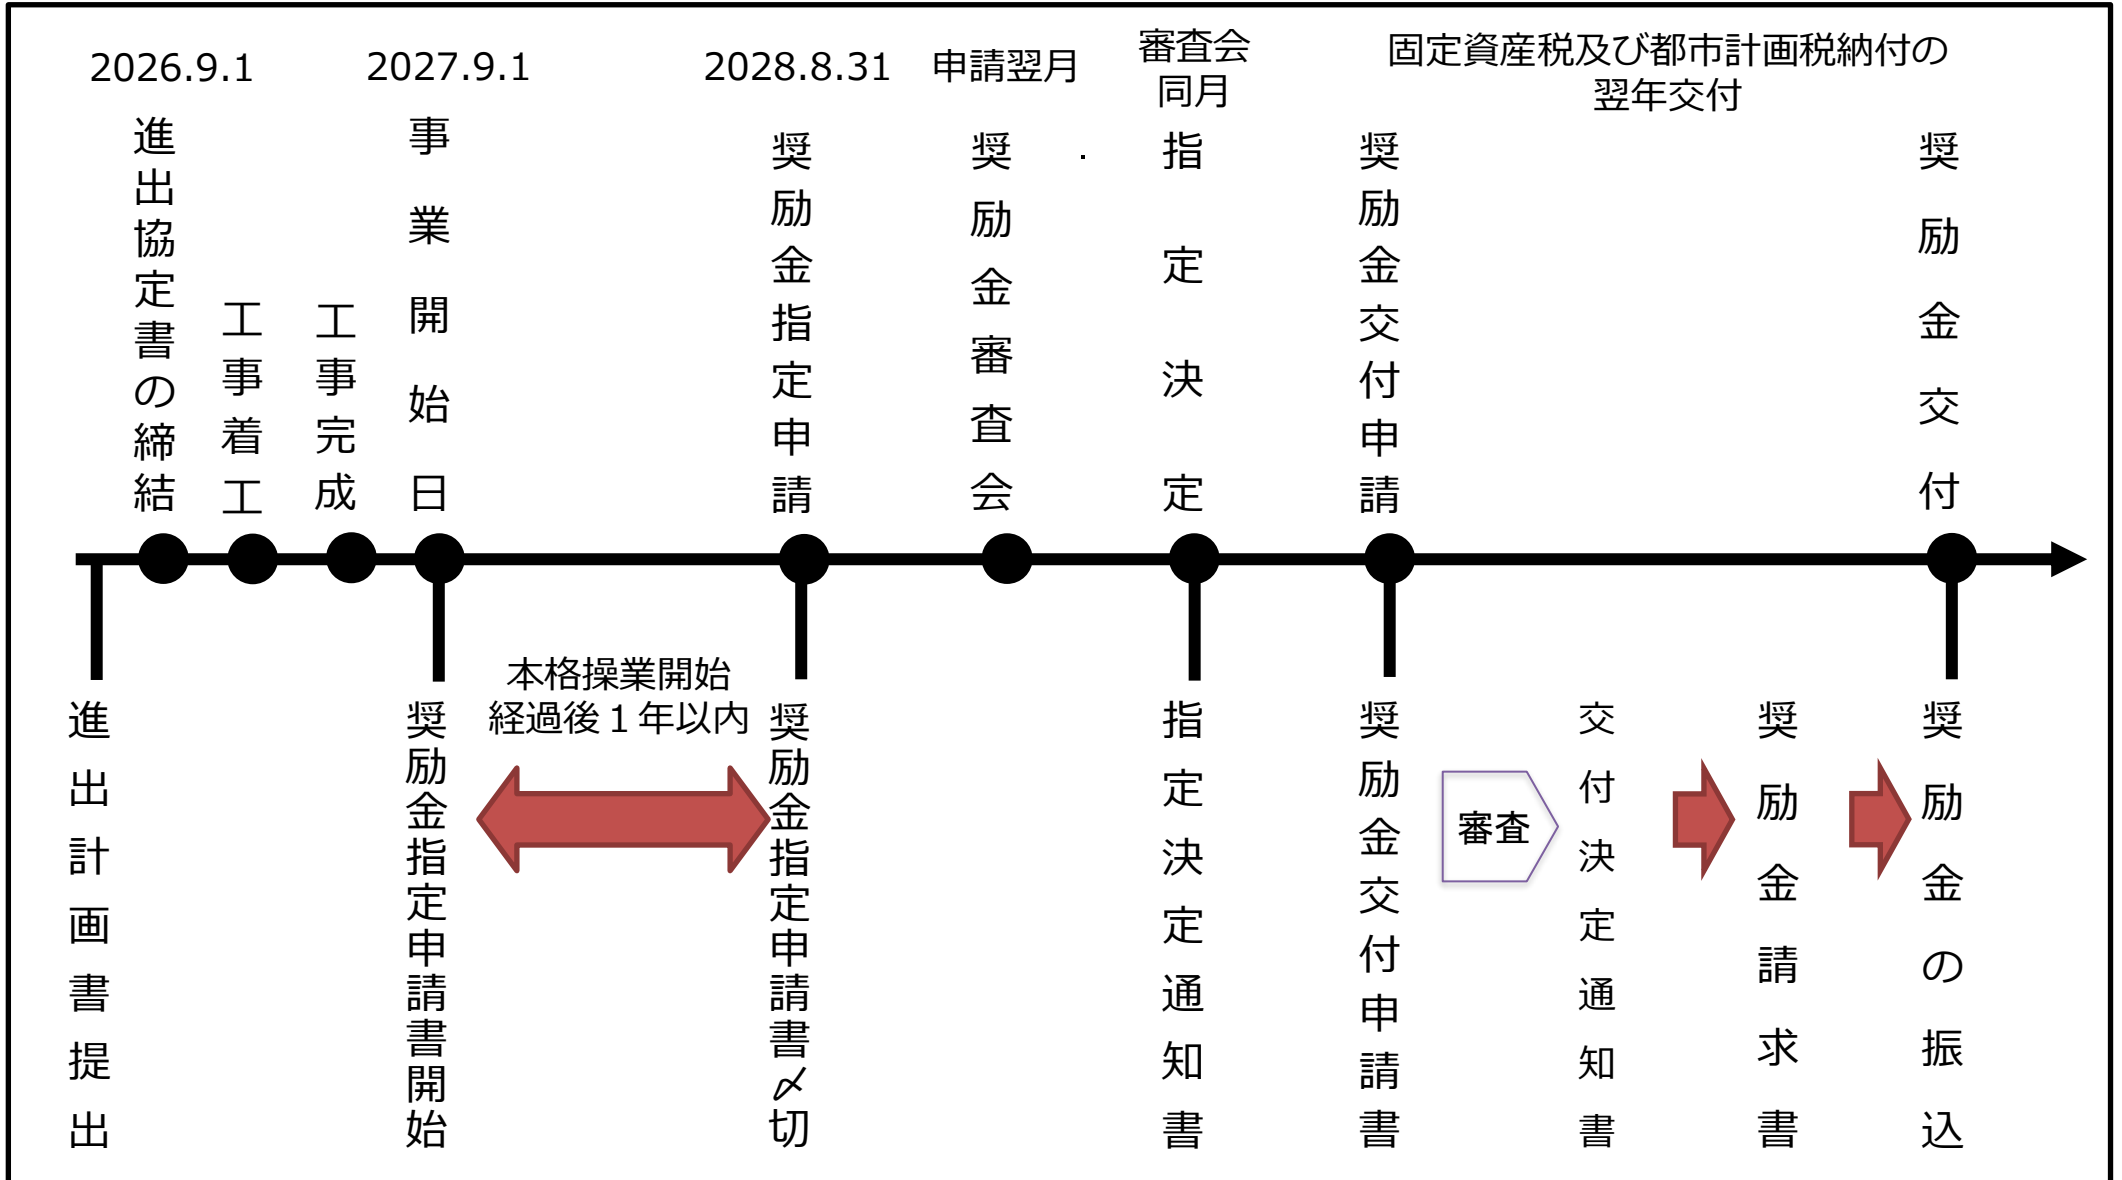 2026.9.1
2027.9.1
2028.8.31
申請翌月
審査会
同月
固定資産税及び都市計画税納付の
翌年交付
進出協定書の締結
工事着工
工事完成
事業開始日
奨励金指定申請
奨励金審査会
指定決定
奨励金交付申請
奨励金交付
進出計画書提出
奨励金指定申請書開始
本格操業開始
経過後1年以内
奨励金指定申請書〆切
指定決定通知書
奨励金交付申請書
審査
交付決定通知書
奨励金請求書
奨励金の振込